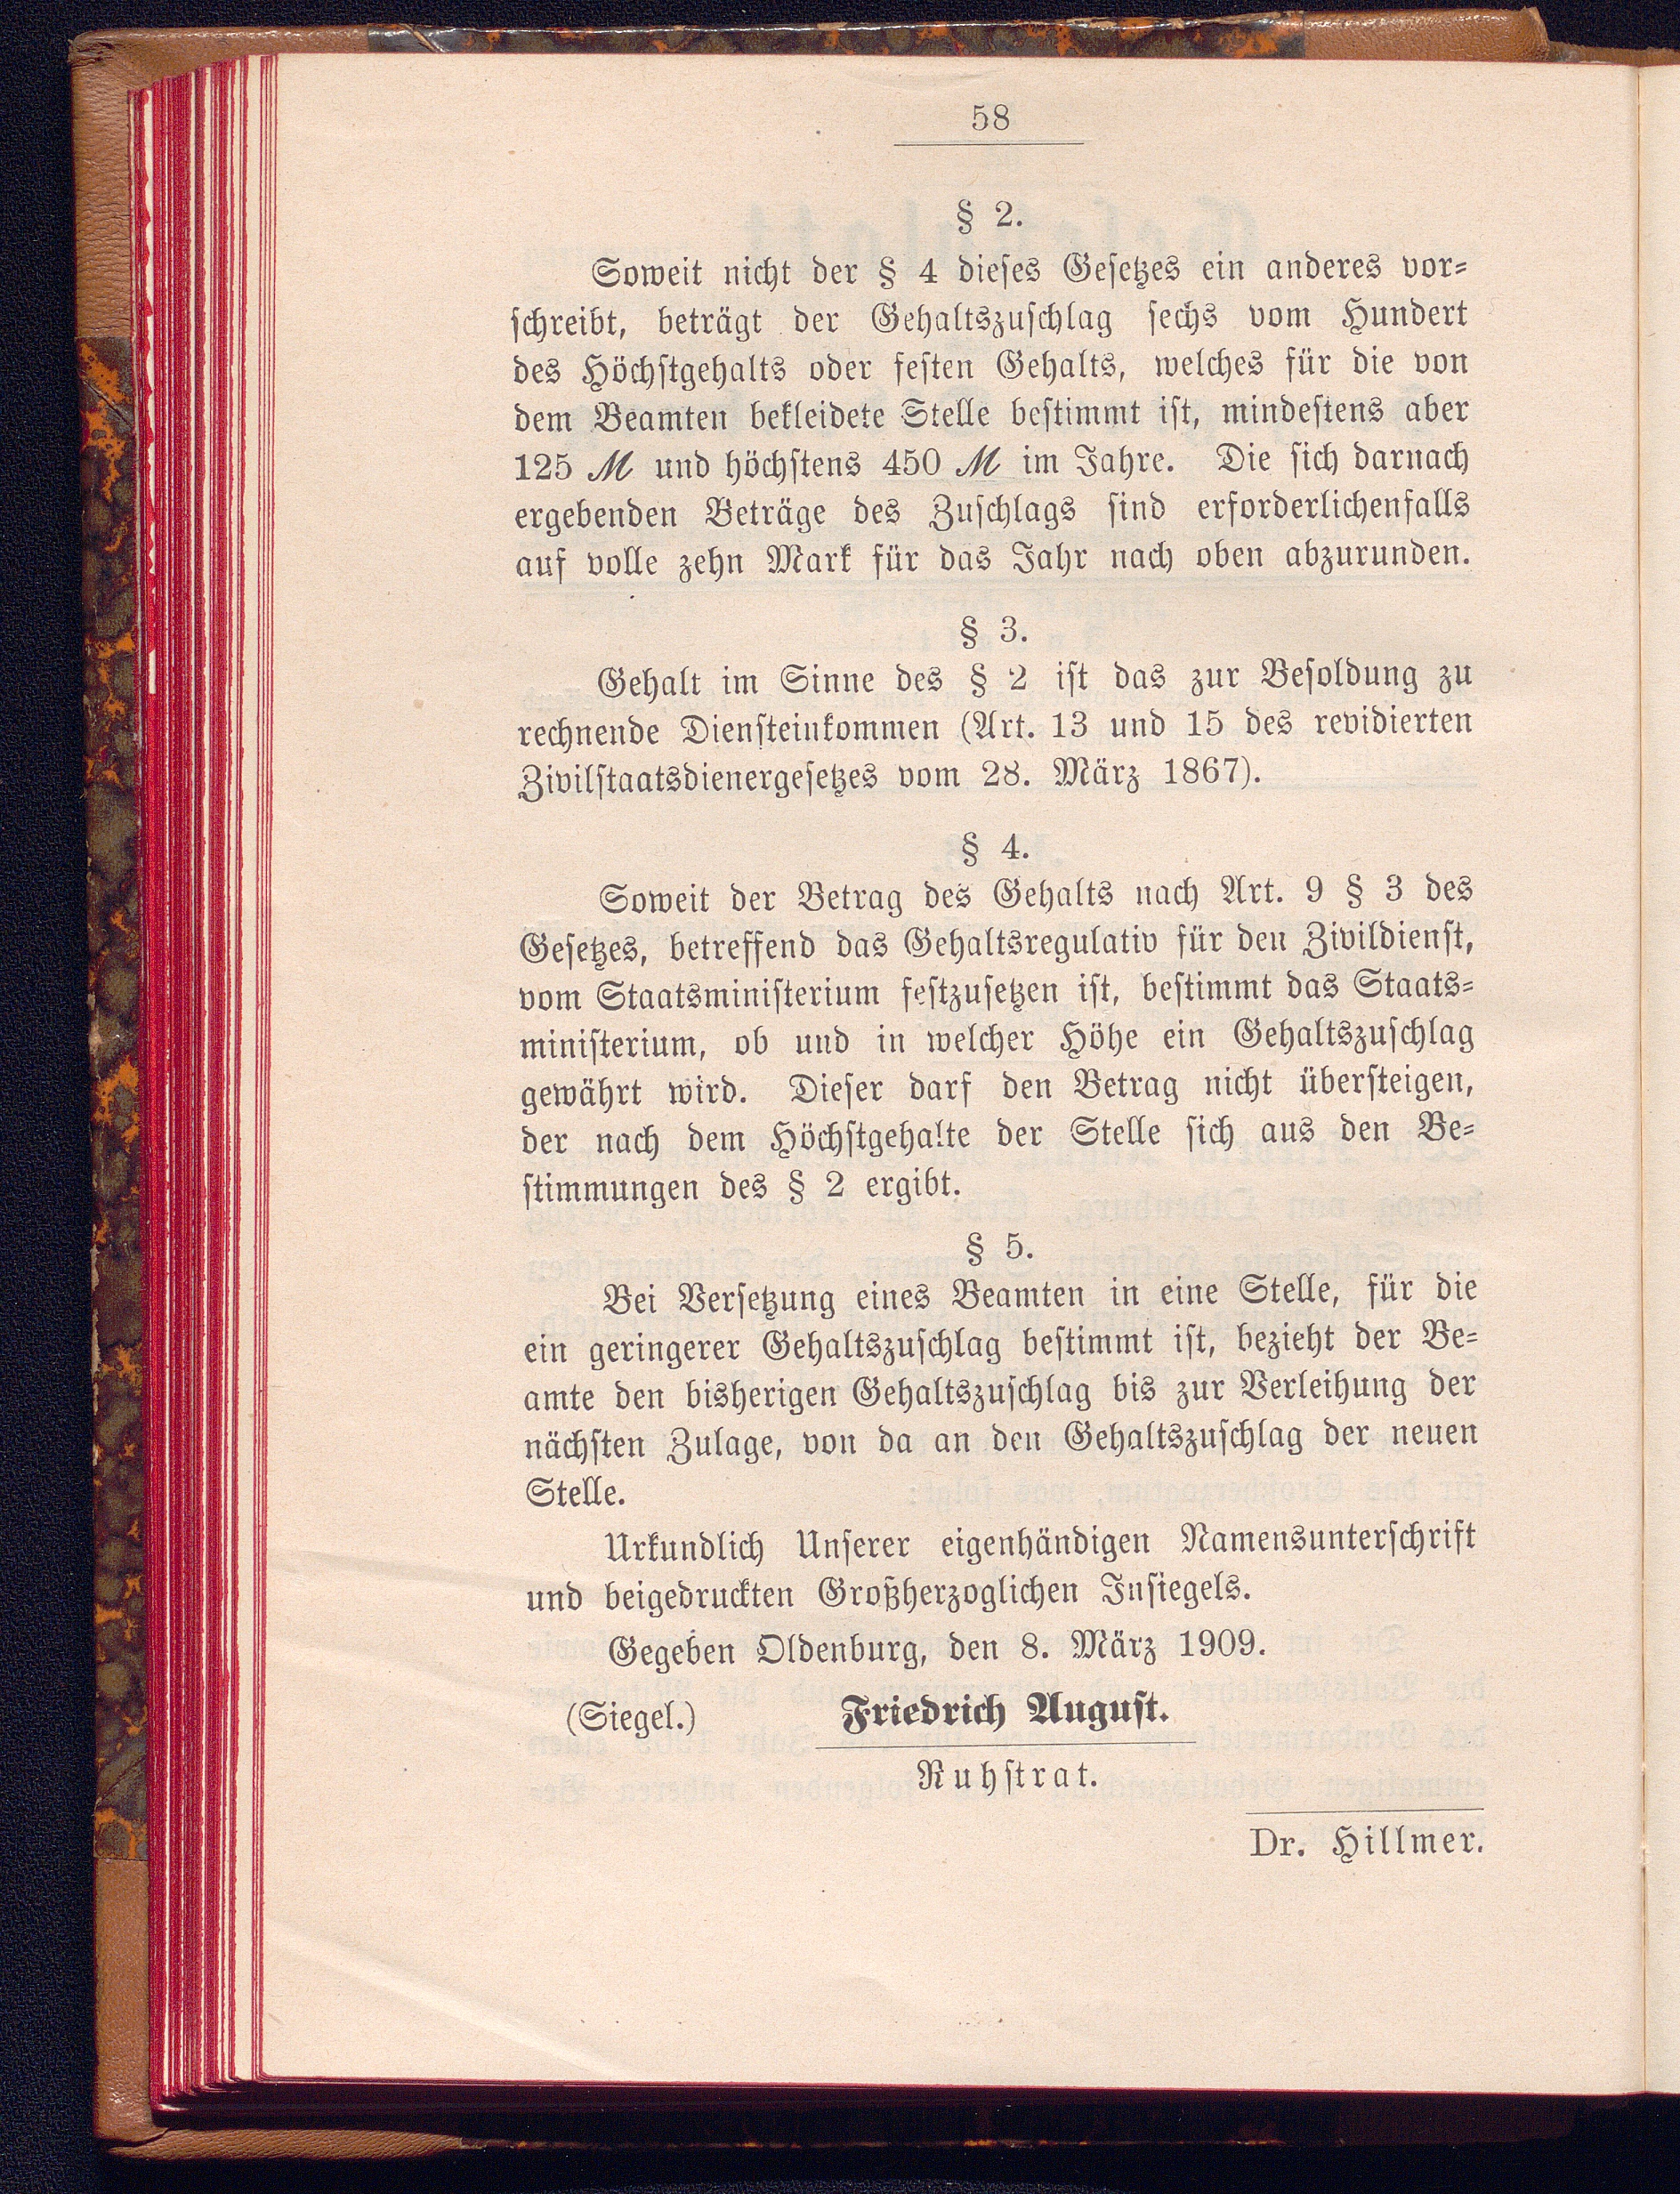 58
§ 2.
Soweit nicht der § 4 dieses Gesetzes ein anderes vor-
schreibt, beträgt der Gehaltszuschlag sechs vom Hundert
des Höchstgehalts oder festen Gehalts, welches für die von
dem Beamten bekleidete Stelle bestimmt ist, mindestens aber
125 ℳ und höchstens 450 ℳ im Jahre. Die sich darnach
ergebenden Beträge des Zuschlags sind erforderlichenfalls
auf volle zehn Mark für das Jahr nach oben abzurunden.
§ 3.
Gehalt im Sinne des § 2 ist das zur Besoldung zu
rechnende Diensteinkommen (Art. 13 und 15 des revidierten
Zivilstaatsdienergesetzes vom 28. März 1867).
§ 4.
Soweit der Betrag des Gehalts nach Art. 9 § 3 des
Gesetzes, betreffend das Gehaltsregulativ für den Zivildienst,
vom Staatsministerium festzusetzen ist, bestimmt das Staats-
ministerium, ob und in welcher Höhe ein Gehaltszuschlag
gewährt wird. Dieser darf den Betrag nicht übersteigen,
der nach dem Höchstgehalte der Stelle sich aus den Be-
stimmungen des § 2 ergibt.
§ 5.
Bei Versetzung eines Beamten in eine Stelle, für die
ein geringerer Gehaltszuschlag bestimmt ist, bezieht der Be-
amte den bisherigen Gehaltszuschlag bis zur Verleihung der
nächsten Zulage, von da an den Gehaltszuschlag der neuen
Stelle.
Urkundlich Unserer eigenhändigen Namensunterschrift
und beigedruckten Großherzoglichen Insiegels.
Gegeben Oldenburg, den 8. März 1909.
(Siegel.) Friedrich August.
Ruhstrat.
Dr. Hillmer.